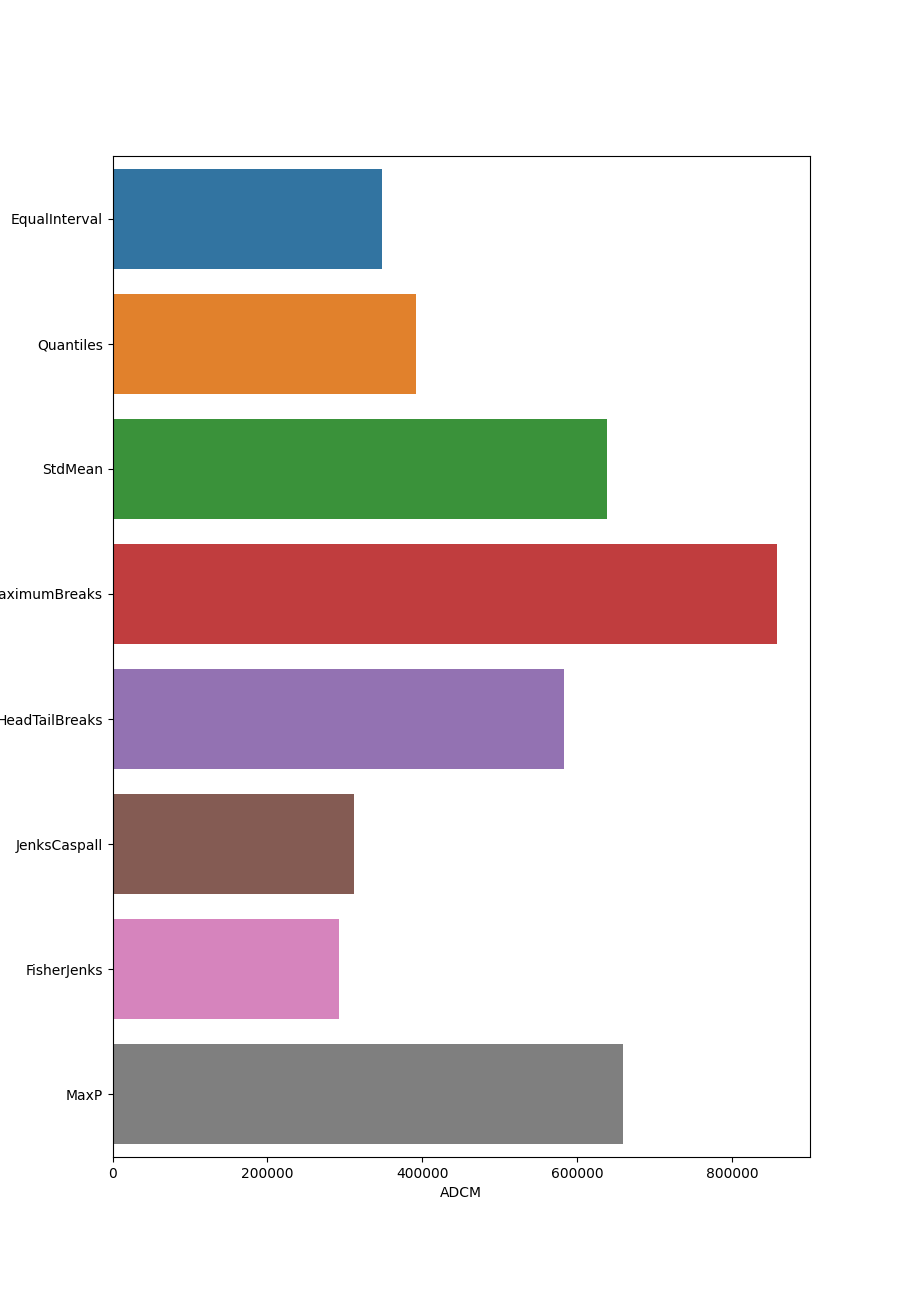 EqualInterval
Quantiles
StdMean
aximumBreaks
HeadTailBreaks
JenksCaspall
FisherJenks
MaxP
0 200000 400000 600000 800000
ADCM